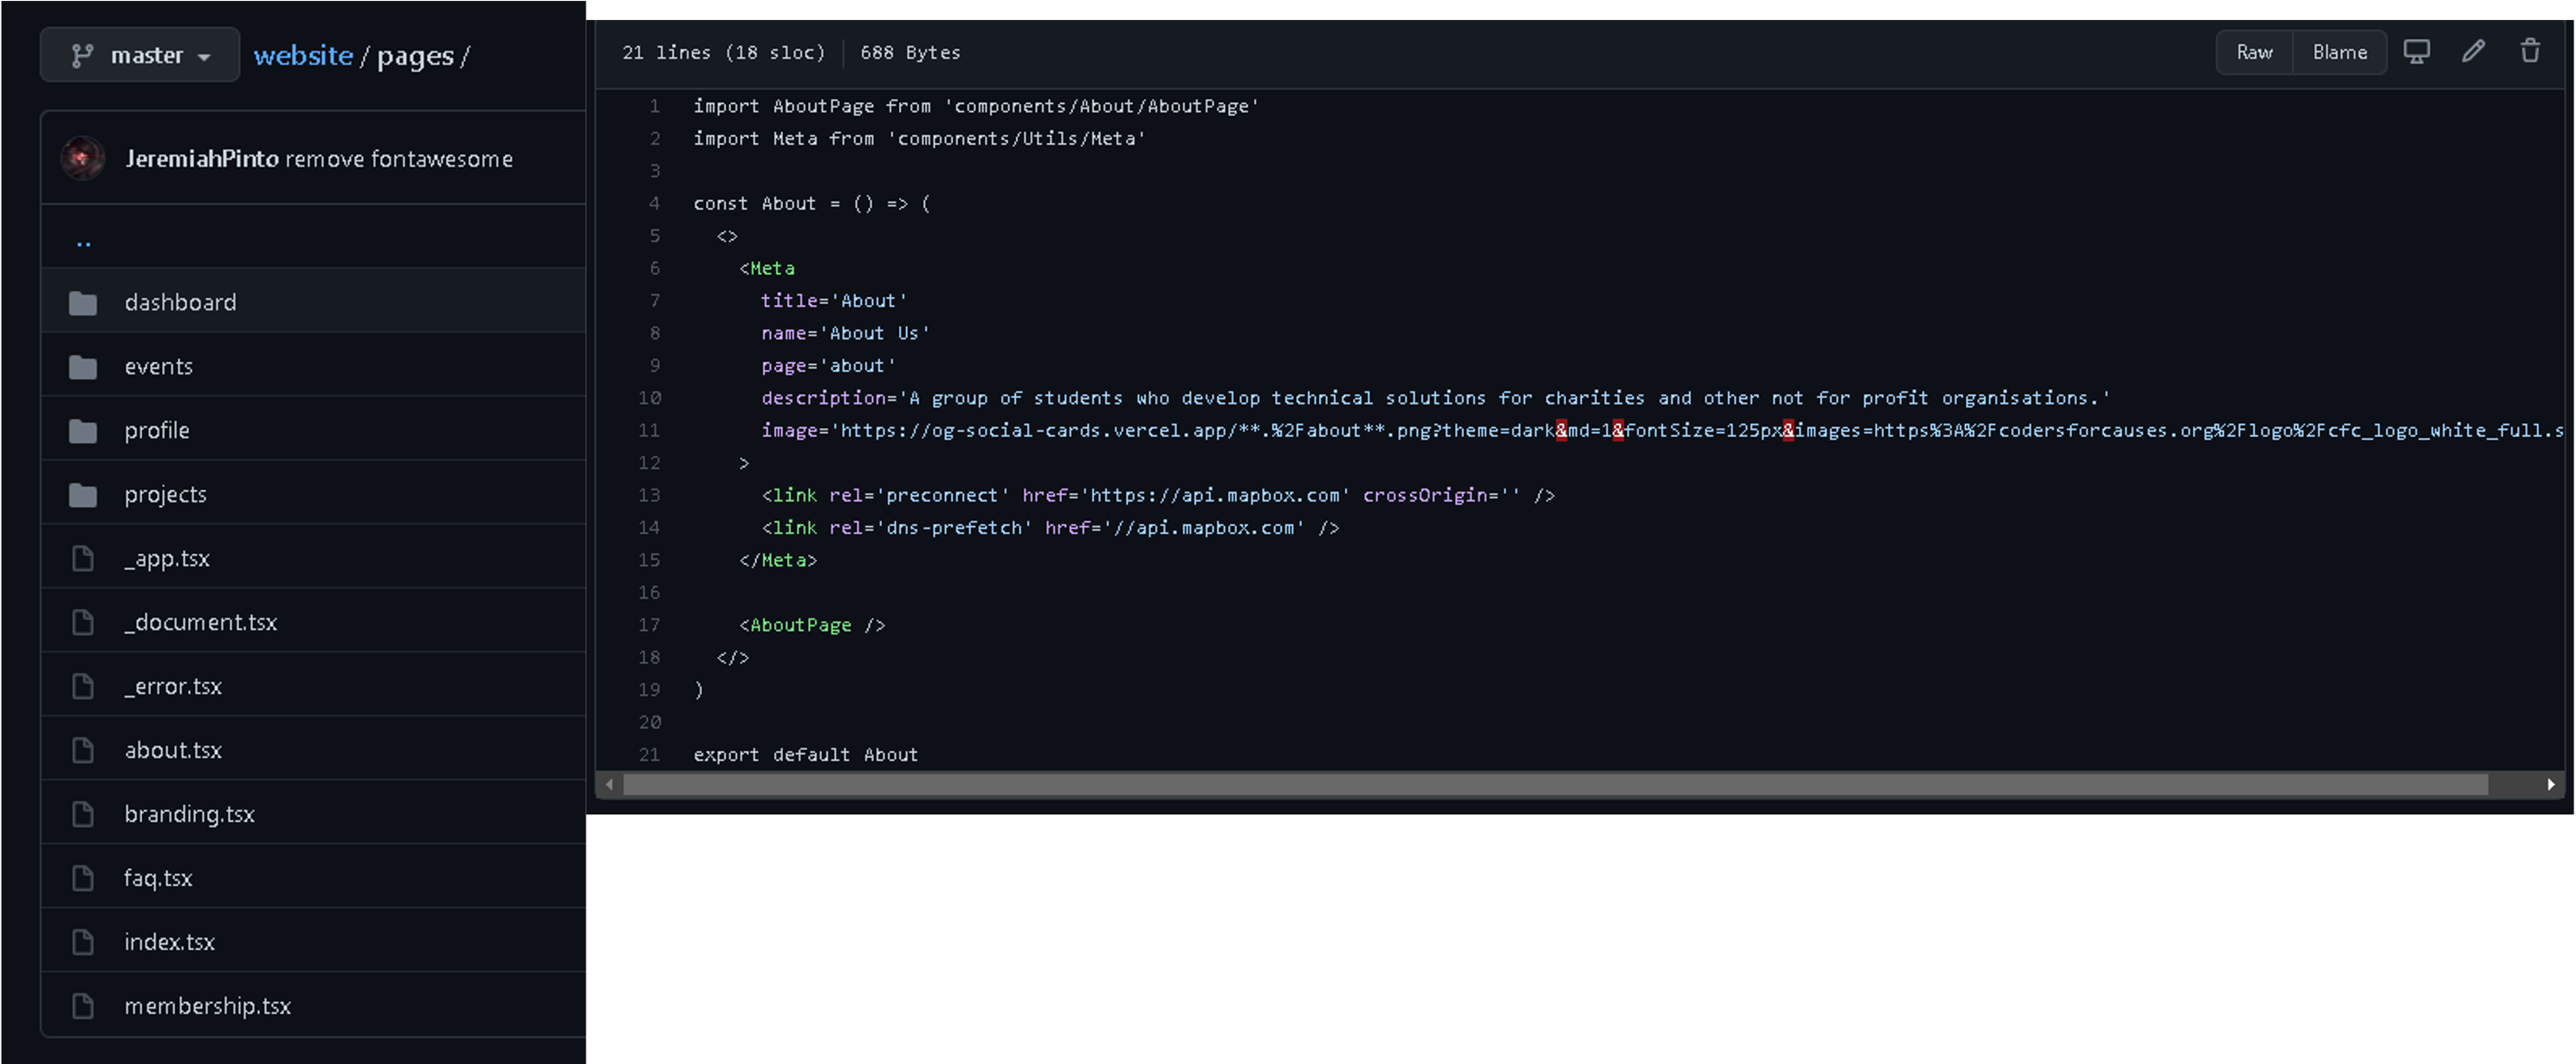 master
website / pages /
JeremiahPinto remove fontawesome
..
dashboard
events
profile
projects
_app.tsx
_document.tsx
_error.tsx
about.tsx
branding.tsx
faq.tsx
index.tsx
membership.tsx
21 lines (18 sloc) 688 Bytes
Raw Blame
1 import AboutPage from 'components/About/AboutPage'
2 import Meta from 'components/Utils/Meta'
3
4 const About = () => (
5 <>
6 <Meta
7 title='About'
8 name='About Us'
9 page='about'
10 description='A group of students who develop technical solutions for charities and other not for profit organisations.'
11 image='https://og-social-cards.vercel.app/**.%2Fabout**.png?theme=dark&md=1&fontSize=125px&images=https%3A%2Fcodersforcauses.org%2Flogo%2Fcfc_logo_white_full.s
12 >
13 <link rel='preconnect' href='https://api.mapbox.com' crossOrigin='' />
14 <link rel='dns-prefetch' href='//api.mapbox.com' />
15 </Meta>
16
17 <AboutPage />
18 </>
19 )
20
21 export default About